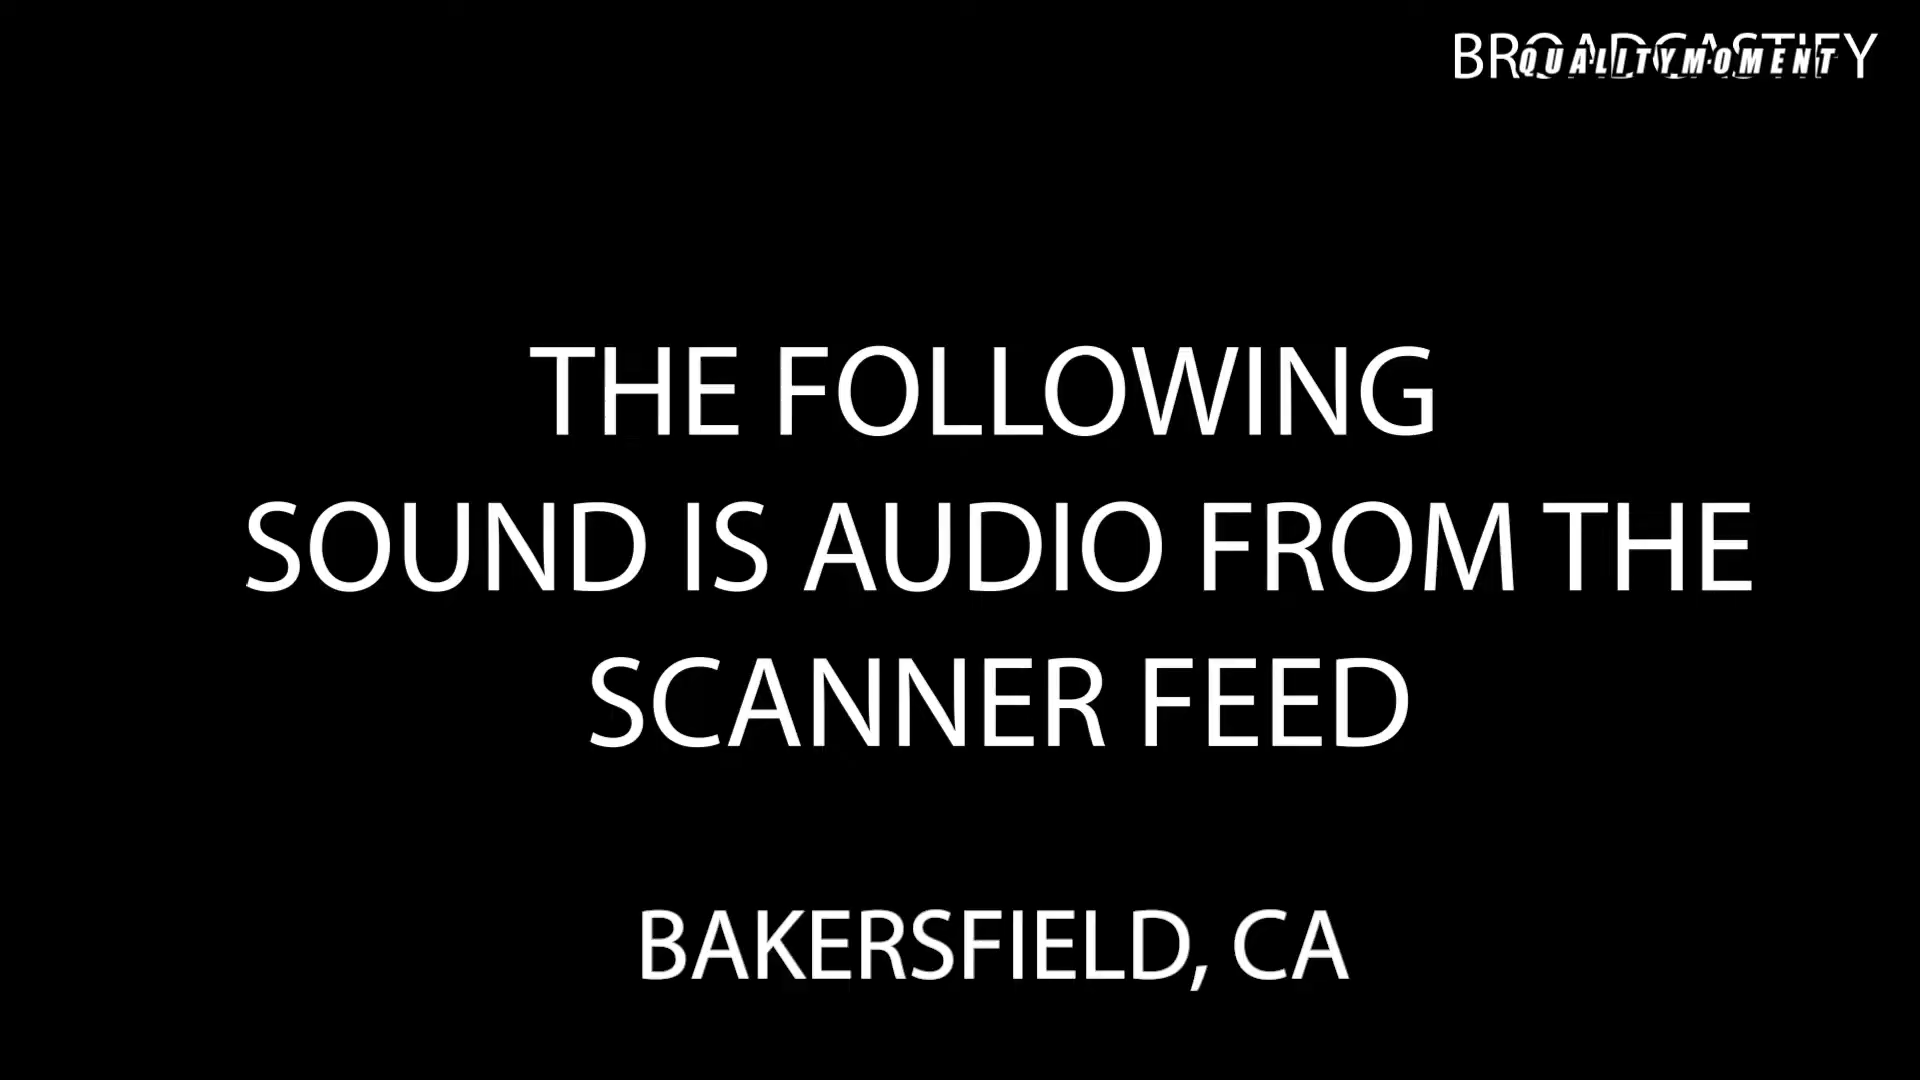 BROADCASTIFY
QUALITYMOMENT
THE FOLLOWING
SOUND IS AUDIO FROM THE
SCANNER FEED
BAKERSFIELD, CA